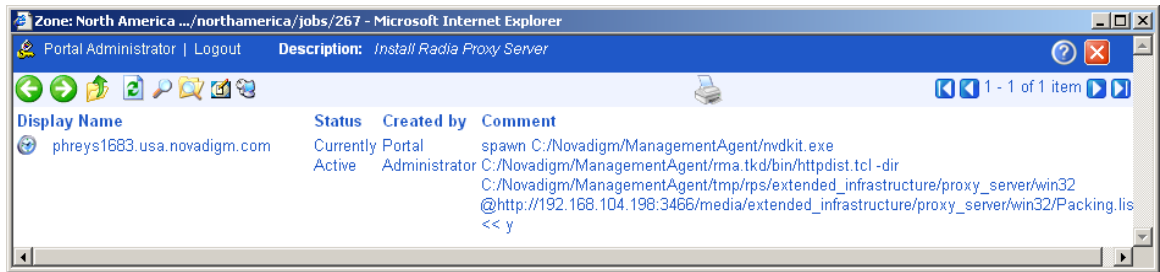 Zone: North America .../northamerica/jobs/267 - Microsoft Internet Explorer
Portal Administrator | Logout Description: Install Radia Proxy Server
1 - 1 of 1 item
Display Name Status Created by Comment
phreys1683.usa.novadigm.com Currently Portal spawn C:/Novadigm/ManagementAgent/nvdkit.exe
Active Administrator C:/Novadigm/ManagementAgent/rma.tkd/bin/httpdist.tcl -dir
C:/Novadigm/ManagementAgent/tmp/rps/extended_infrastructure/proxy_server/win32
@http://192.168.104.198:3466/media/extended_infrastructure/proxy_server/win32/Packing.lis
<< y